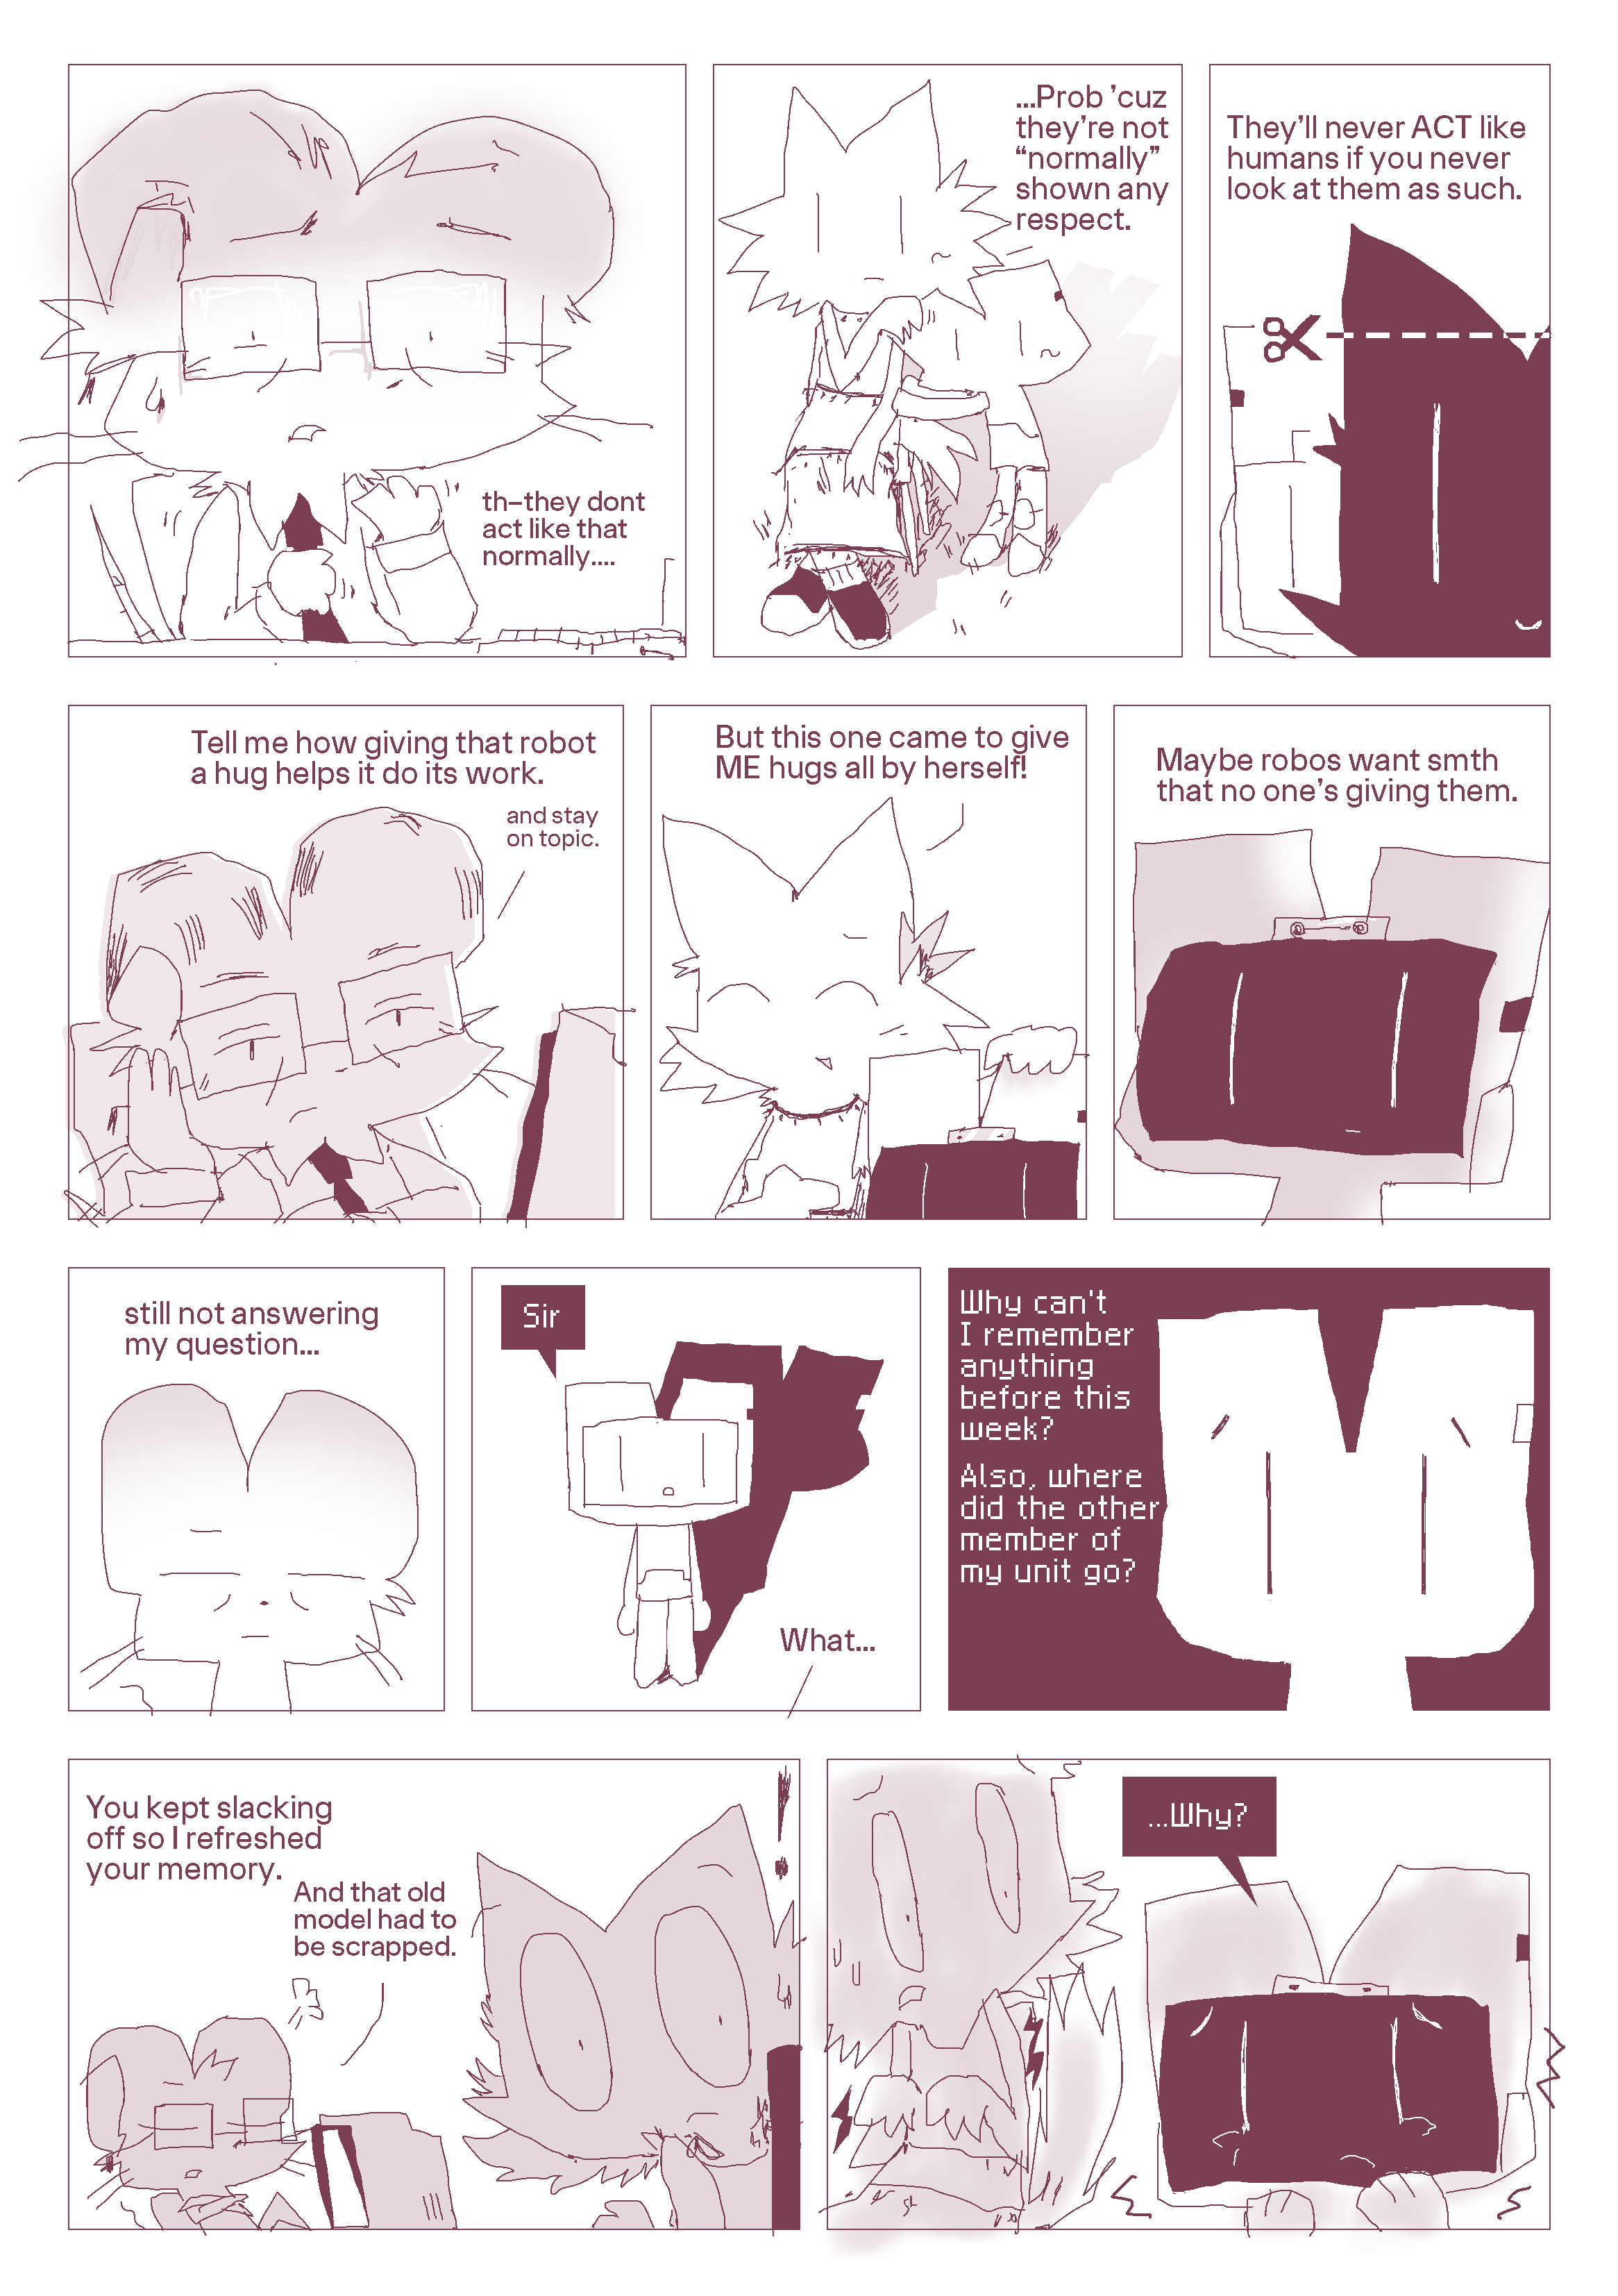 th–they dont
act like that
normally....
...Prob ’cuz
they’re not
“normally”
shown any
respect.
They’ll never ACT like
humans if you never
look at them as such.
Tell me how giving that robot
a hug helps it do its work.
and stay
on topic.
But this one came to give
ME hugs all by herself!
Maybe robos want smth
that no one’s giving them.
still not answering
my question...
Sir
What...
Why can't
I remember
anything
before this
week?
Also, where
did the other
member of
my unit go?
You kept slacking
off so I refreshed
your memory.
And that old
model had to
be scrapped.
...Why?